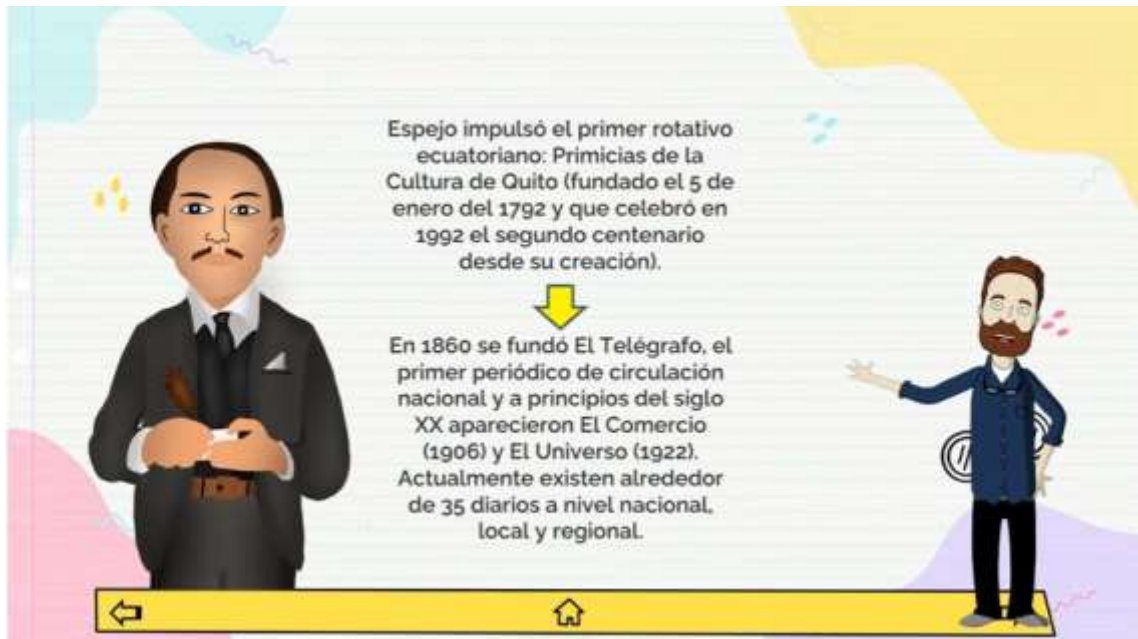 Espejo impulsó el primer rotativo
ecuatoriano: Primicias de la
Cultura de Quito (fundado el 5 de
enero del 1792 y que celebró en
1992 el segundo centenario
desde su creación).
En 1860 se fundó El Telégrafo, el
primer periódico de circulación
nacional y a principios del siglo
XX aparecieron El Comercio
(1906) y El Universo (1922).
Actualmente existen alrededor
de 35 diarios a nivel nacional,
local y regional.